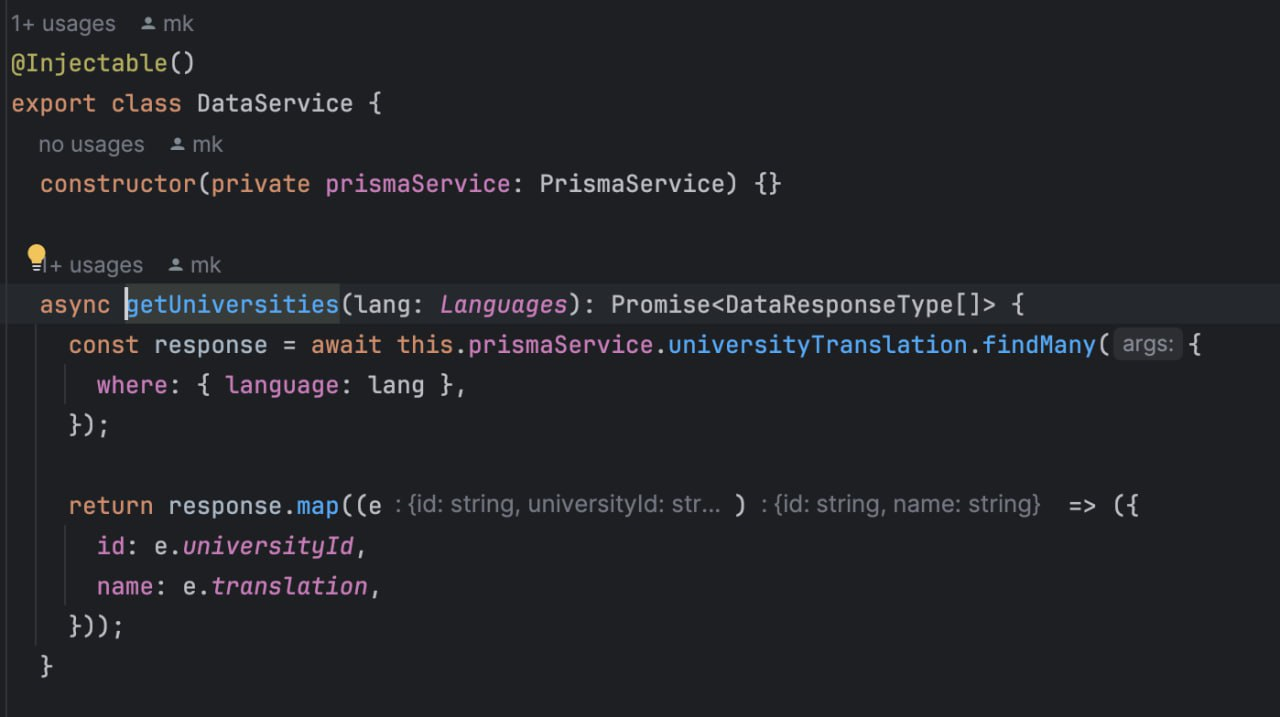 1+ usages mk
@Injectable()
export class DataService {
no usages mk
constructor(private prismaService: PrismaService) {}
1+ usages mk
async getUniversities(lang: Languages): Promise<DataResponseType[]> {
const response = await this.prismaService.universityTranslation.findMany( args: {
where: { language: lang },
});
return response.map((e : {id: string, universityId: str... ) : {id: string, name: string} => ({
id: e.universityId,
name: e.translation,
}));
}